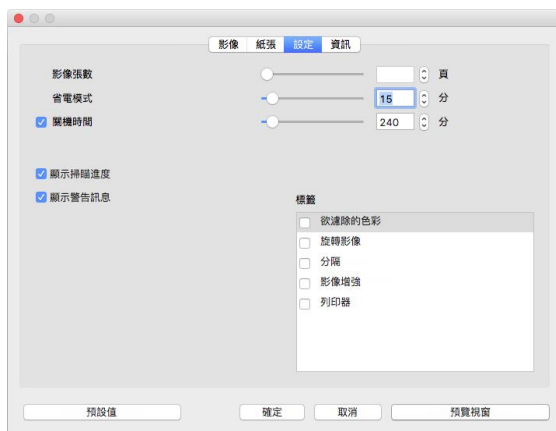 影像 紙張 設定 資訊
影像張數 頁
省電模式 15 分
關機時間 240 分
顯示掃瞄進度
顯示警告訊息
標籤
欲濾除的色彩
旋轉影像
分隔
影像增強
列印器
預設值 確定 取消 預覽視窗